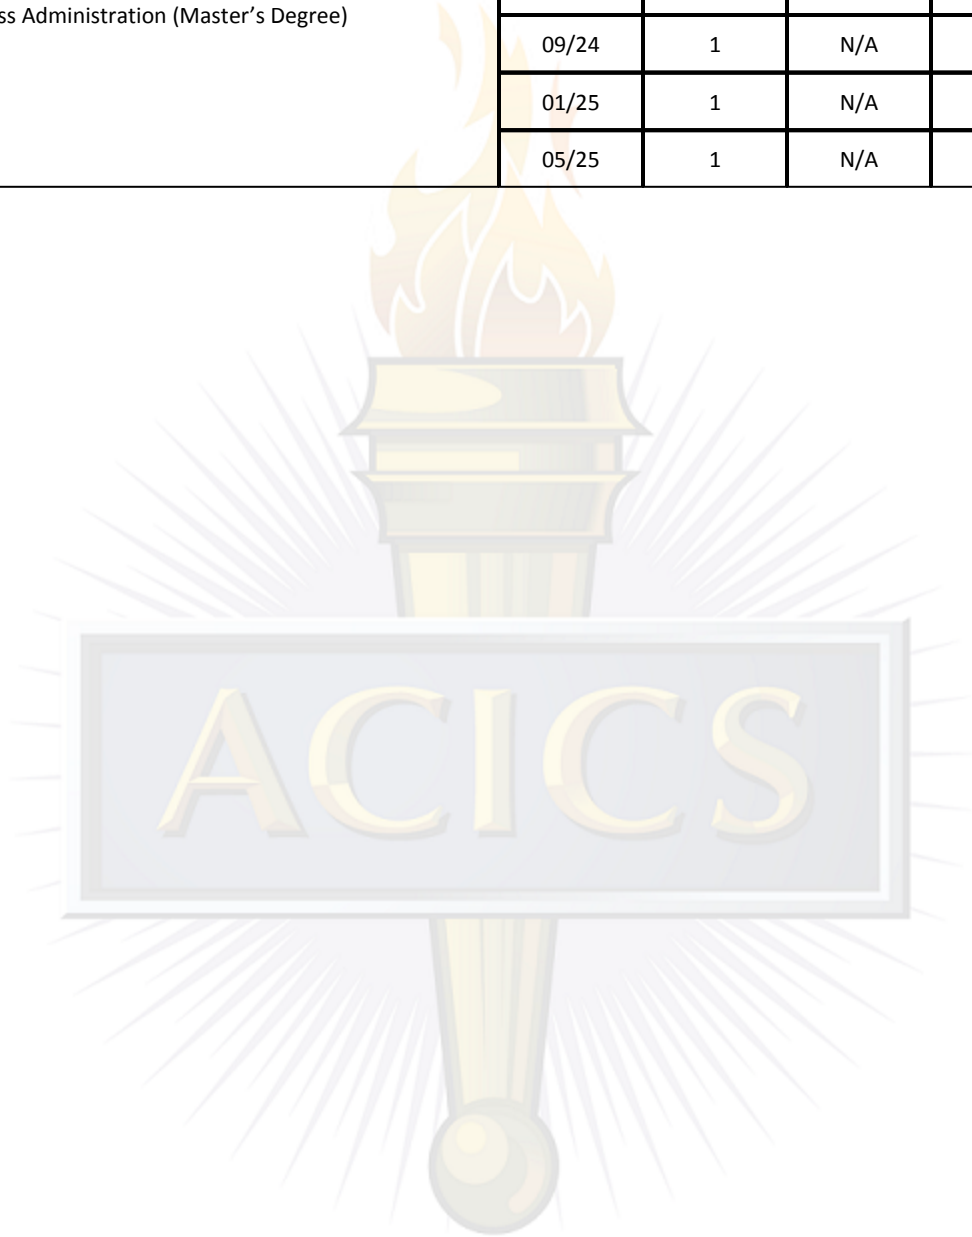 ss Administration (Master’s Degree)
09/24 1 N/A
01/25 1 N/A
05/25 1 N/A
ACICS